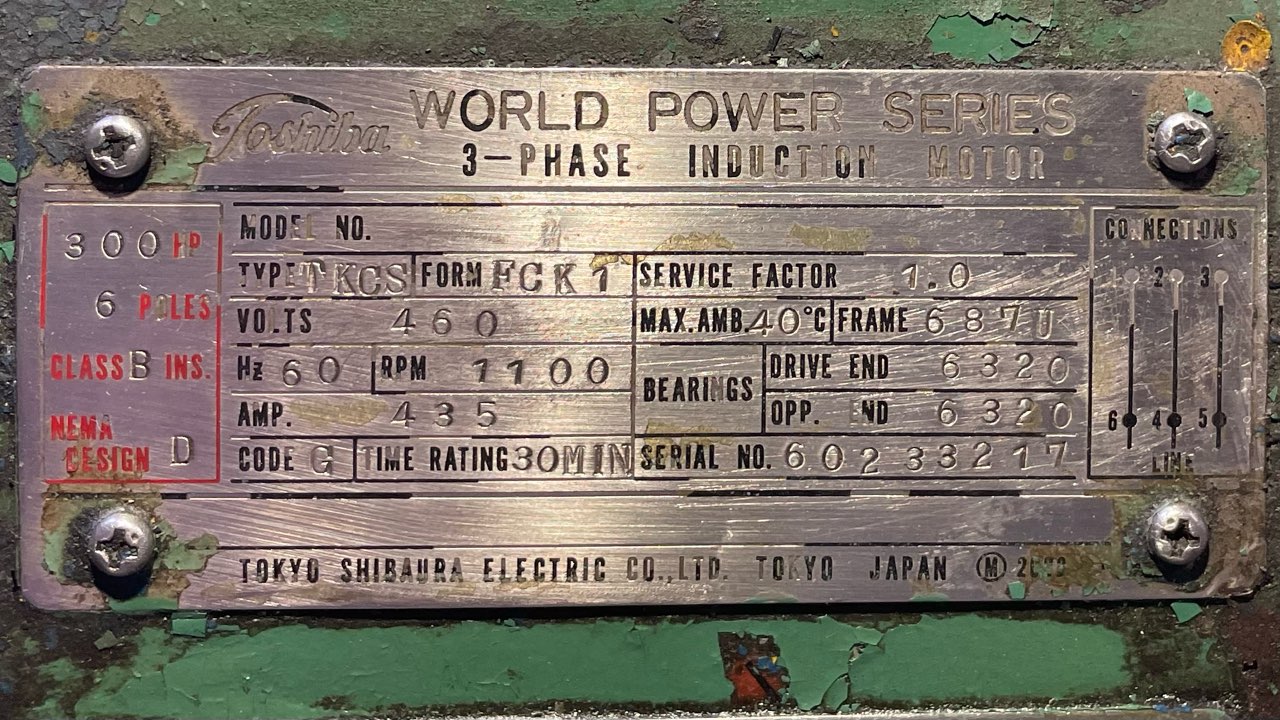 Toshiba WORLD POWER SERIES
3-PHASE INDUCTION MOTOR
300 HP
6 POLES
CLASS B INS.
NEMA
DESIGN D
MODEL NO.
TYPE TKCS FORM FCK1
VOLTS 460
Hz 60 RPM 1100
AMP. 435
CODE G TIME RATING 30MIN
SERVICE FACTOR 1.0
MAX.AMB. 40°C FRAME 687U
BEARINGS
DRIVE END 6320
OPP. END 6320
SERIAL NO. 60233217
CONNECTIONS
1 2 3
6 4 5
LINE
TOKYO SHIBAURA ELECTRIC CO.,LTD. TOKYO JAPAN Ⓜ